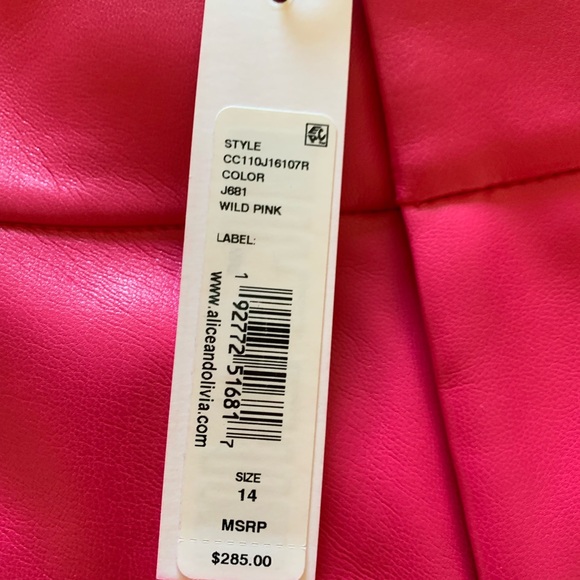 STYLE
CC110J16107R
COLOR
J681
WILD PINK
LABEL:
1 92772 51681 7
www.aliceandolivia.com
SIZE
14
MSRP
$285.00